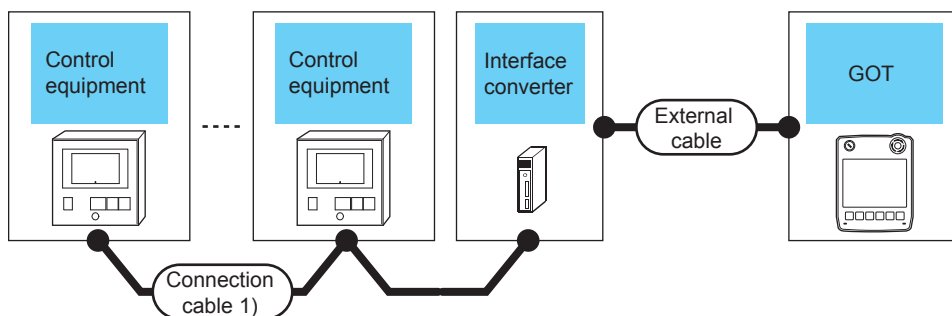 Control
equipment
Control
equipment
Interface
converter
GOT
External
cable
Connection
cable 1)